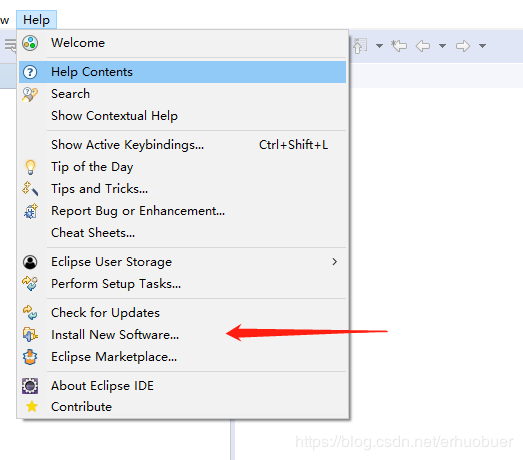 w Help
Welcome
Help Contents
Search
Show Contextual Help
Show Active Keybindings... Ctrl+Shift+L
Tip of the Day
Tips and Tricks...
Report Bug or Enhancement...
Cheat Sheets...
Eclipse User Storage
Perform Setup Tasks...
Check for Updates
Install New Software...
Eclipse Marketplace...
About Eclipse IDE
Contribute
https://blog.csdn.net/erhuobuer